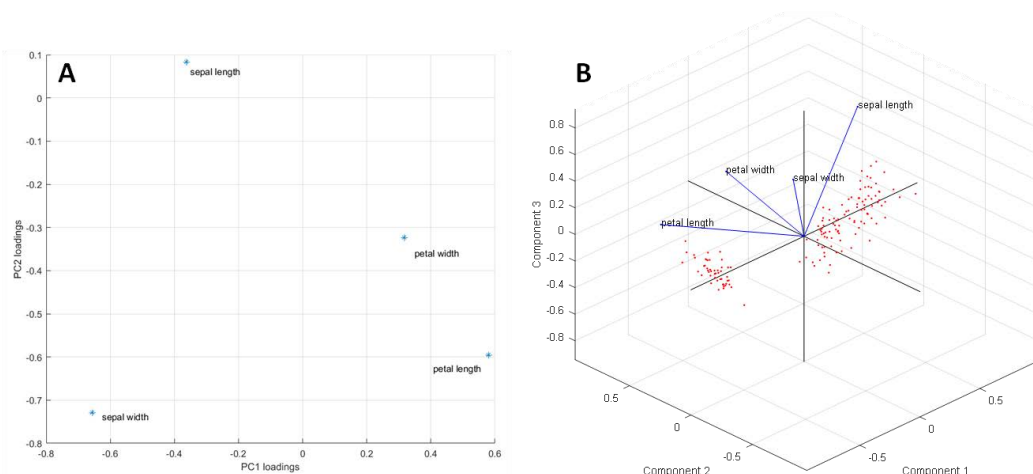 A
0.1
0
-0.1
-0.2
-0.3
-0.4
-0.5
-0.6
-0.7
-0.8
PC2 loadings
sepal length
petal width
petal length
sepal width
-0.8 -0.6 -0.4 -0.2 0 0.2 0.4 0.6
PC1 loadings
B
sepal length
petal width
sepal width
petal length
Component 3
0.8
0.6
0.4
0.2
0
-0.2
-0.4
-0.6
-0.8
0.5
0
-0.5
Component 2
-0.5
0
0.5
Component 1